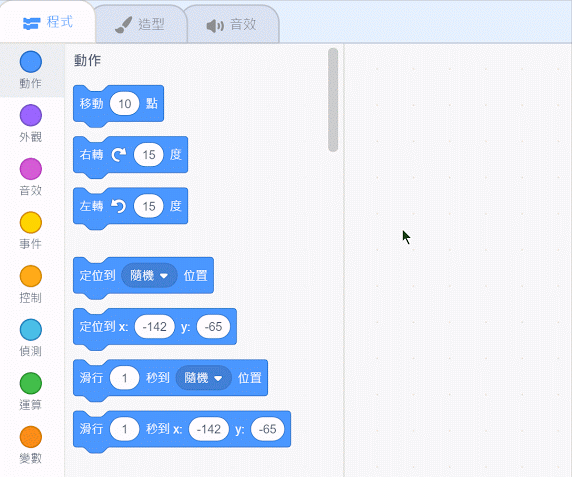 程式 造型 音效
動作
動作
外觀
音效
事件
控制
偵測
運算
變數
移動 10 點
右轉 15 度
左轉 15 度
定位到 隨機 位置
定位到 x: -142 y: -65
滑行 1 秒到 隨機 位置
滑行 1 秒到 x: -142 y: -65